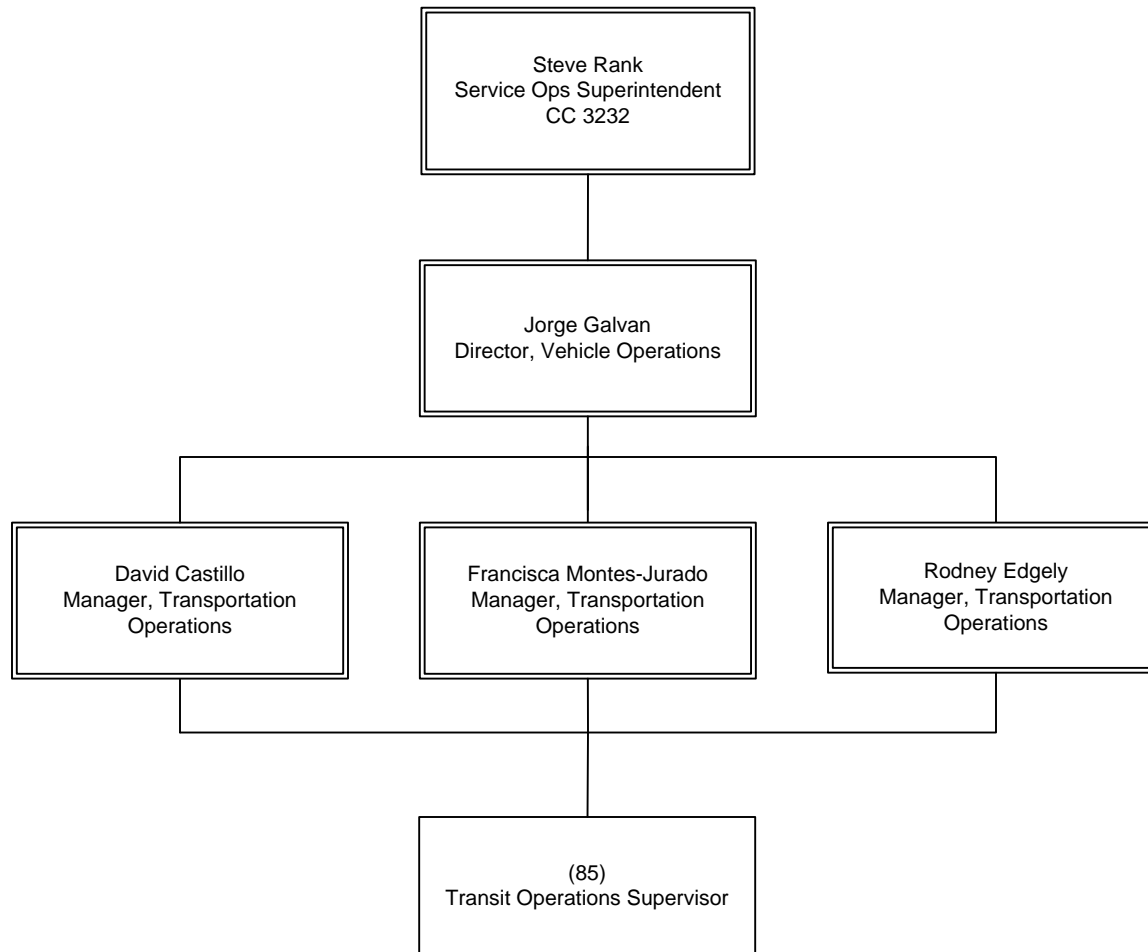 Steve Rank
Service Ops Superintendent
CC 3232
Jorge Galvan
Director, Vehicle Operations
David Castillo
Manager, Transportation
Operations
Francisca Montes-Jurado
Manager, Transportation
Operations
Rodney Edgely
Manager, Transportation
Operations
(85)
Transit Operations Supervisor